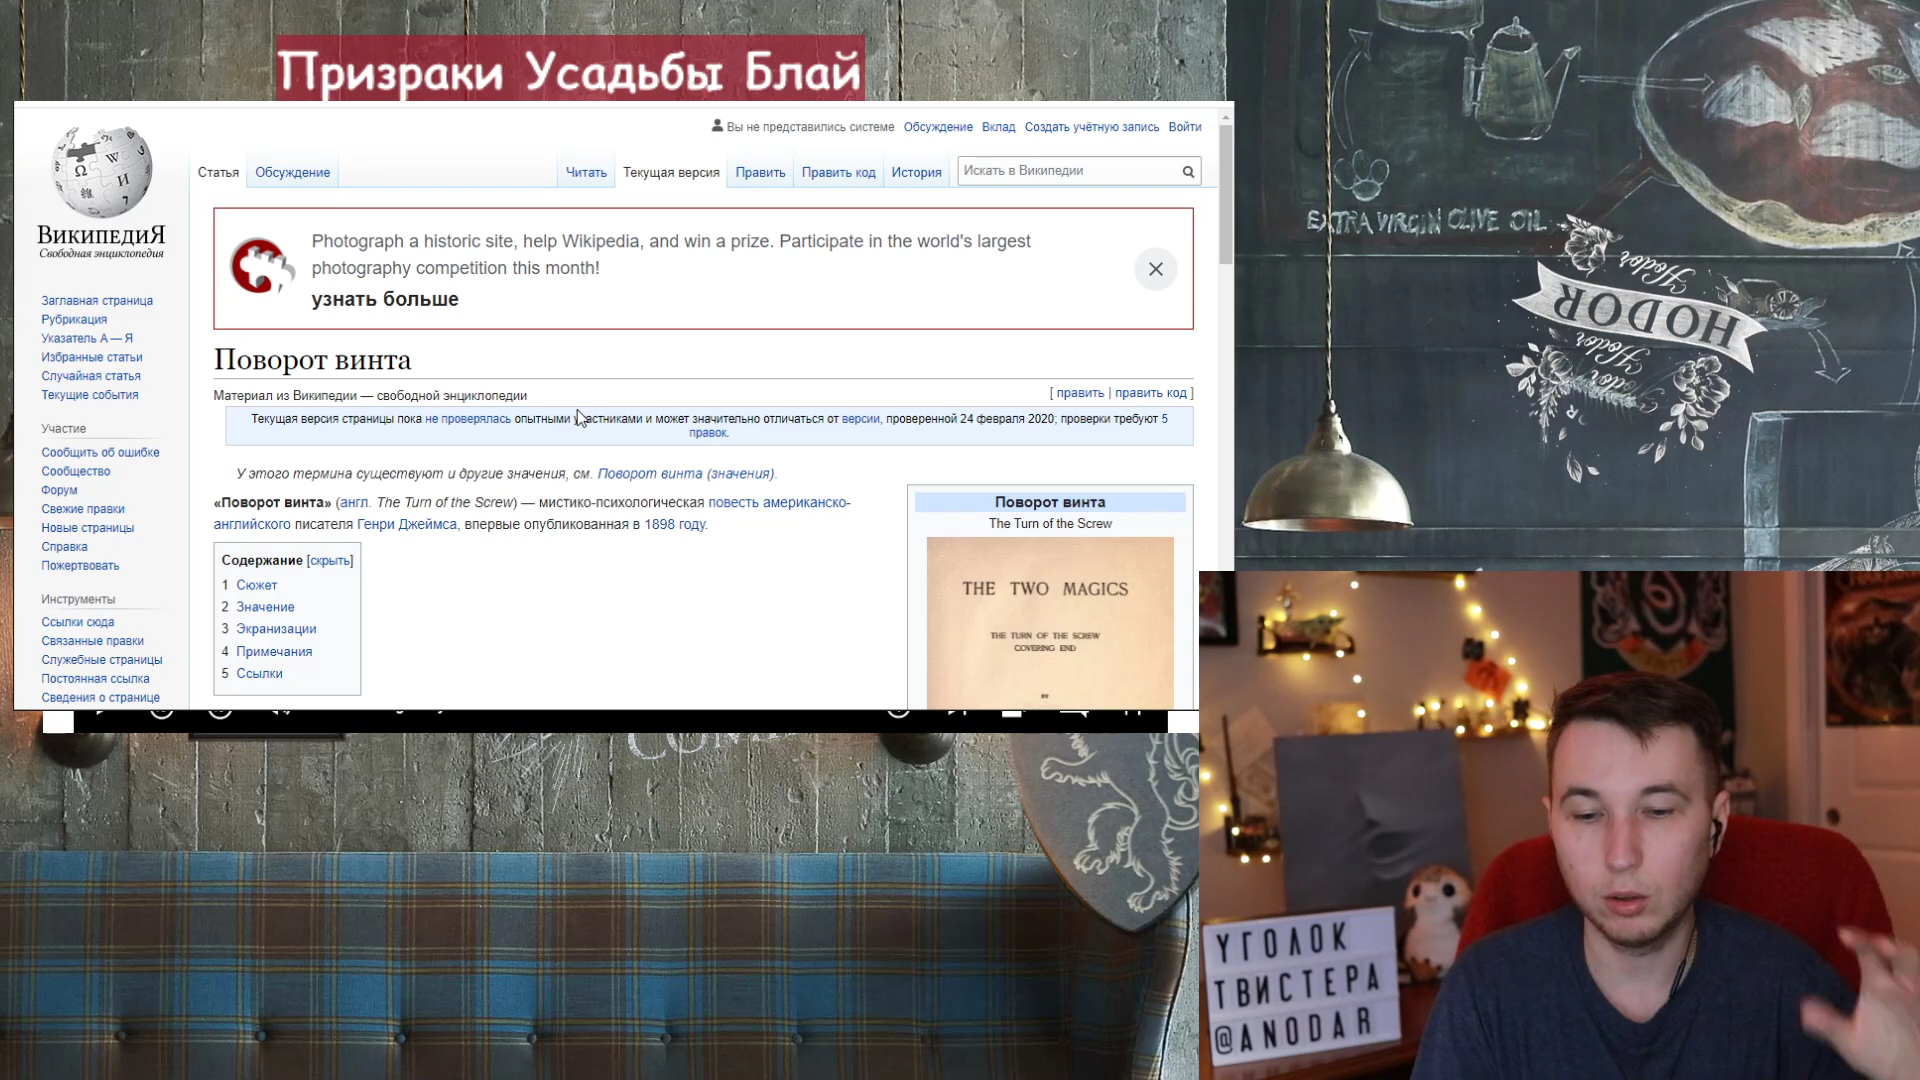 Призраки Усадьбы Блай
Вы не представились системе Обсуждение Вклад Создать учётную запись Войти
Статья Обсуждение Читать Текущая версия Править Править код История Искать в Википедии
ВикипедиЯ
Свободная энциклопедия
Photograph a historic site, help Wikipedia, and win a prize. Participate in the world's largest
photography competition this month!
узнать больше
Заглавная страница
Рубрикация
Указатель А — Я
Избранные статьи
Случайная статья
Текущие события
Участие
Сообщить об ошибке
Сообщество
Форум
Свежие правки
Новые страницы
Справка
Пожертвовать
Инструменты
Ссылки сюда
Связанные правки
Служебные страницы
Постоянная ссылка
Сведения о странице
Поворот винта
Материал из Википедии — свободной энциклопедии
[ править | править код ]
Текущая версия страницы пока не проверялась опытными участниками и может значительно отличаться от версии, проверенной 24 февраля 2020; проверки требуют 5
правок.
У этого термина существуют и другие значения, см. Поворот винта (значения).
«Поворот винта» (англ. The Turn of the Screw) — мистико-психологическая повесть американско-
английского писателя Генри Джеймса, впервые опубликованная в 1898 году.
Содержание [скрыть]
1 Сюжет
2 Значение
3 Экранизации
4 Примечания
5 Ссылки
Поворот винта
The Turn of the Screw
THE TWO MAGICS
THE TURN OF THE SCREW
COVERING END
BY
EXTRA VIRGIN OLIVE OIL
Hodor
HODOR
Hodor
УГОЛОК
ТВИСТЕРА
@ANODAR